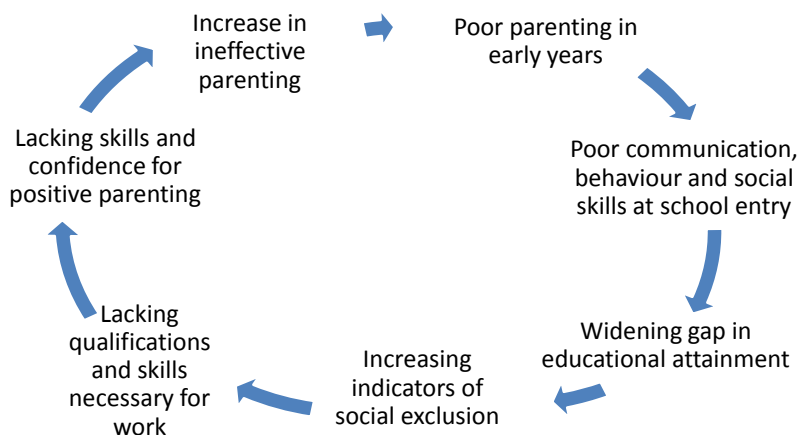 Increase in
ineffective
parenting
Poor parenting in
early years
Poor communication,
behaviour and social
skills at school entry
Widening gap in
educational attainment
Increasing
indicators of
social exclusion
Lacking
qualifications
and skills
necessary for
work
Lacking skills and
confidence for
positive parenting